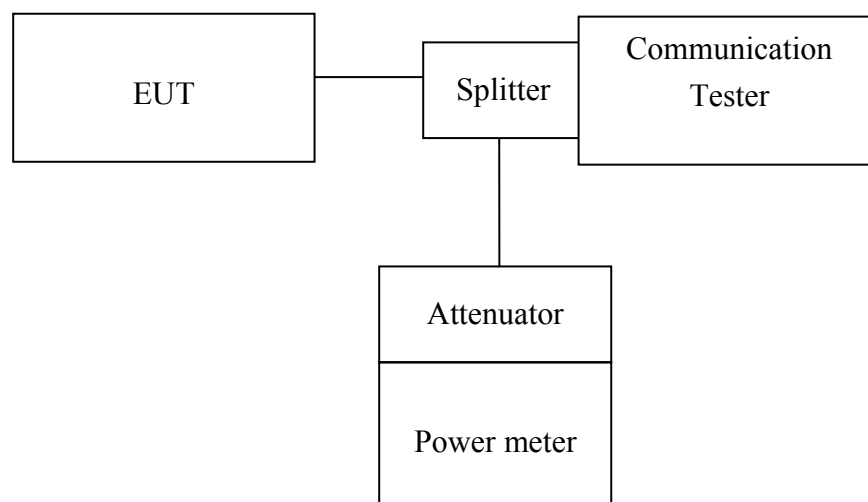 EUT
Splitter
Communication
Tester
Attenuator
Power meter